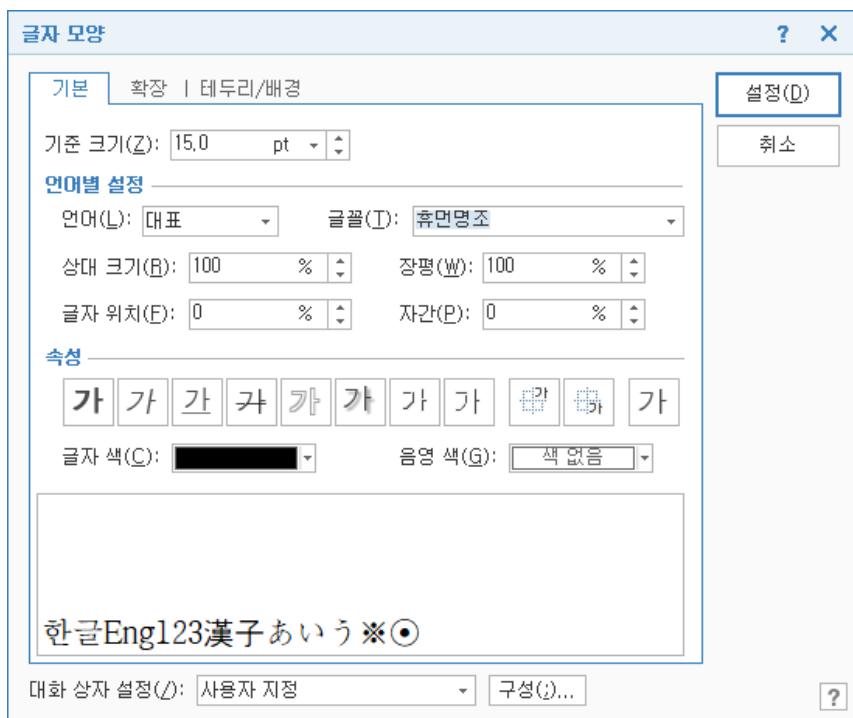 글자 모양 ? ×
기본 확장 | 테두리/배경
설정(D)
취소
기준 크기(Z): 15.0 pt
언어별 설정
언어(L): 대표 글꼴(T): 휴먼명조
상대 크기(R): 100 % 장평(W): 100 %
글자 위치(E): 0 % 자간(P): 0 %
속성
가 가 가 가 가 가 가 가 가 가 가
글자 색(C): 음영 색(G): 색 없음
한글Eng123漢子あいう※⊙
대화 상자 설정(/): 사용자 지정 구성(;)... ?